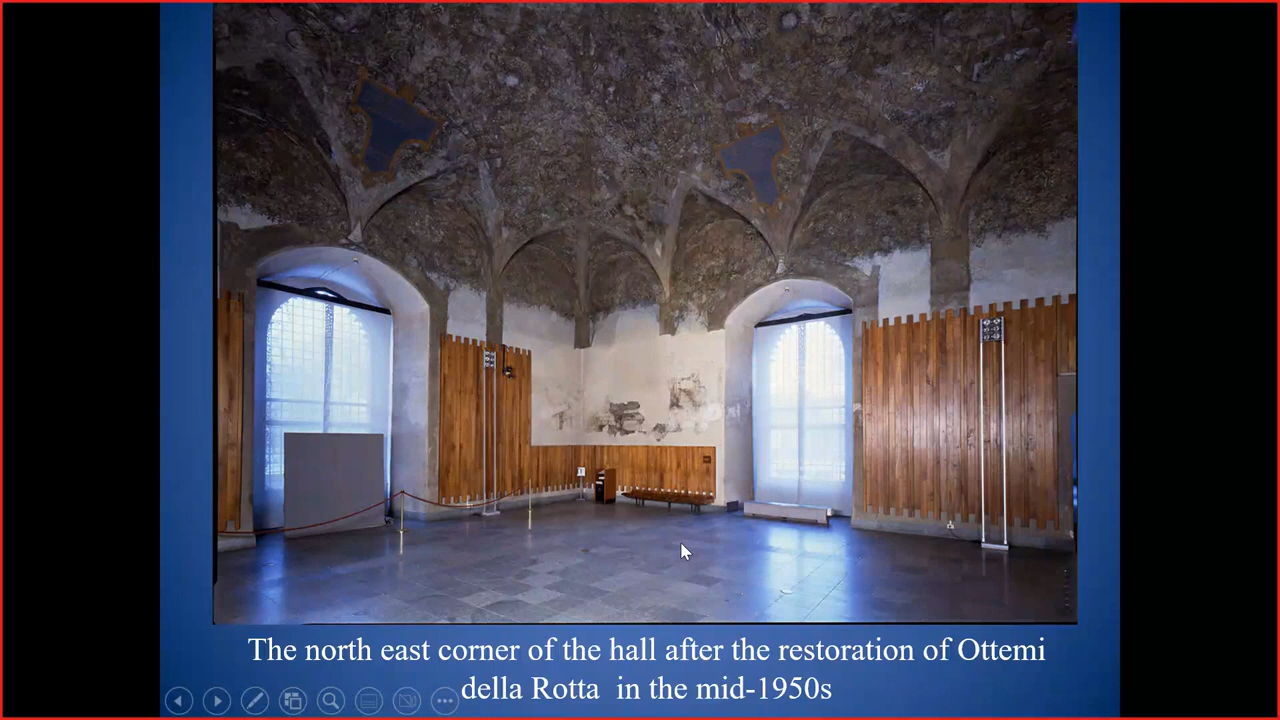 The north east corner of the hall after the restoration of Ottemi
della Rotta in the mid-1950s